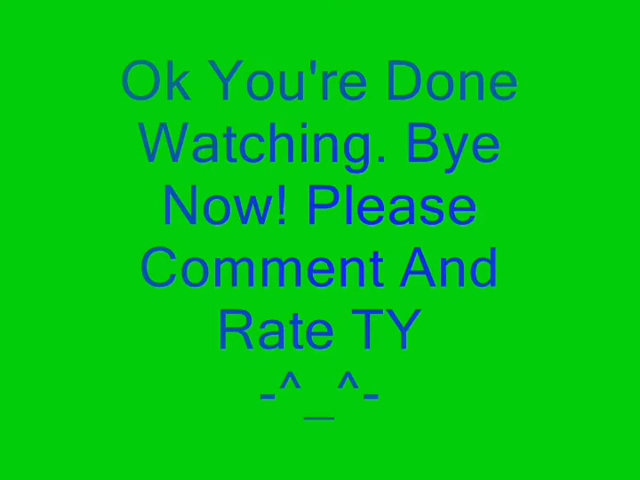 Ok You're Done
Watching. Bye
Now! Please
Comment And
Rate TY
-^_^-